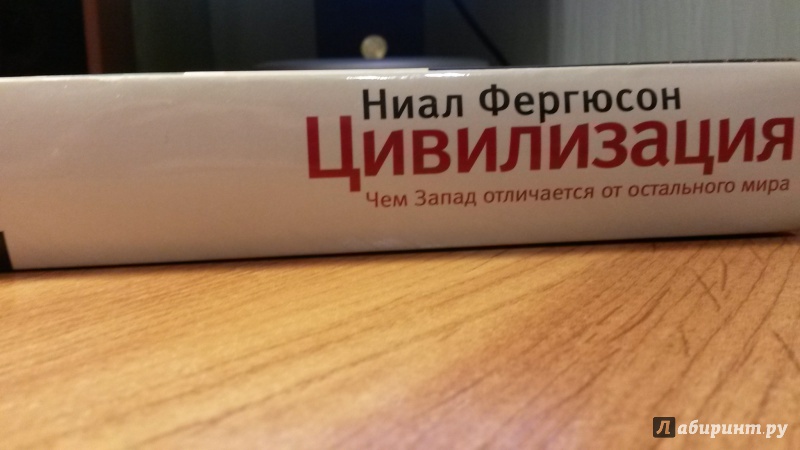 Ниал Фергюсон
Цивилизация
Чем Запад отличается от остального мира
Лабиринт.ру